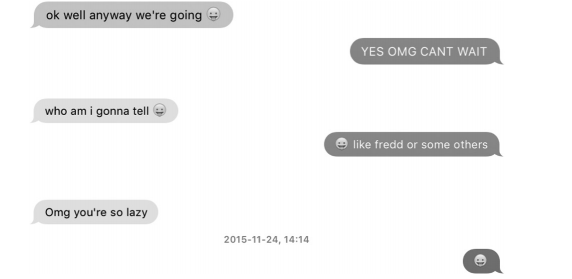 ok well anyway we're going 😀
YES OMG CANT WAIT
who am i gonna tell 😀
😄 like fredd or some others
Omg you're so lazy
2015-11-24, 14:14
😄